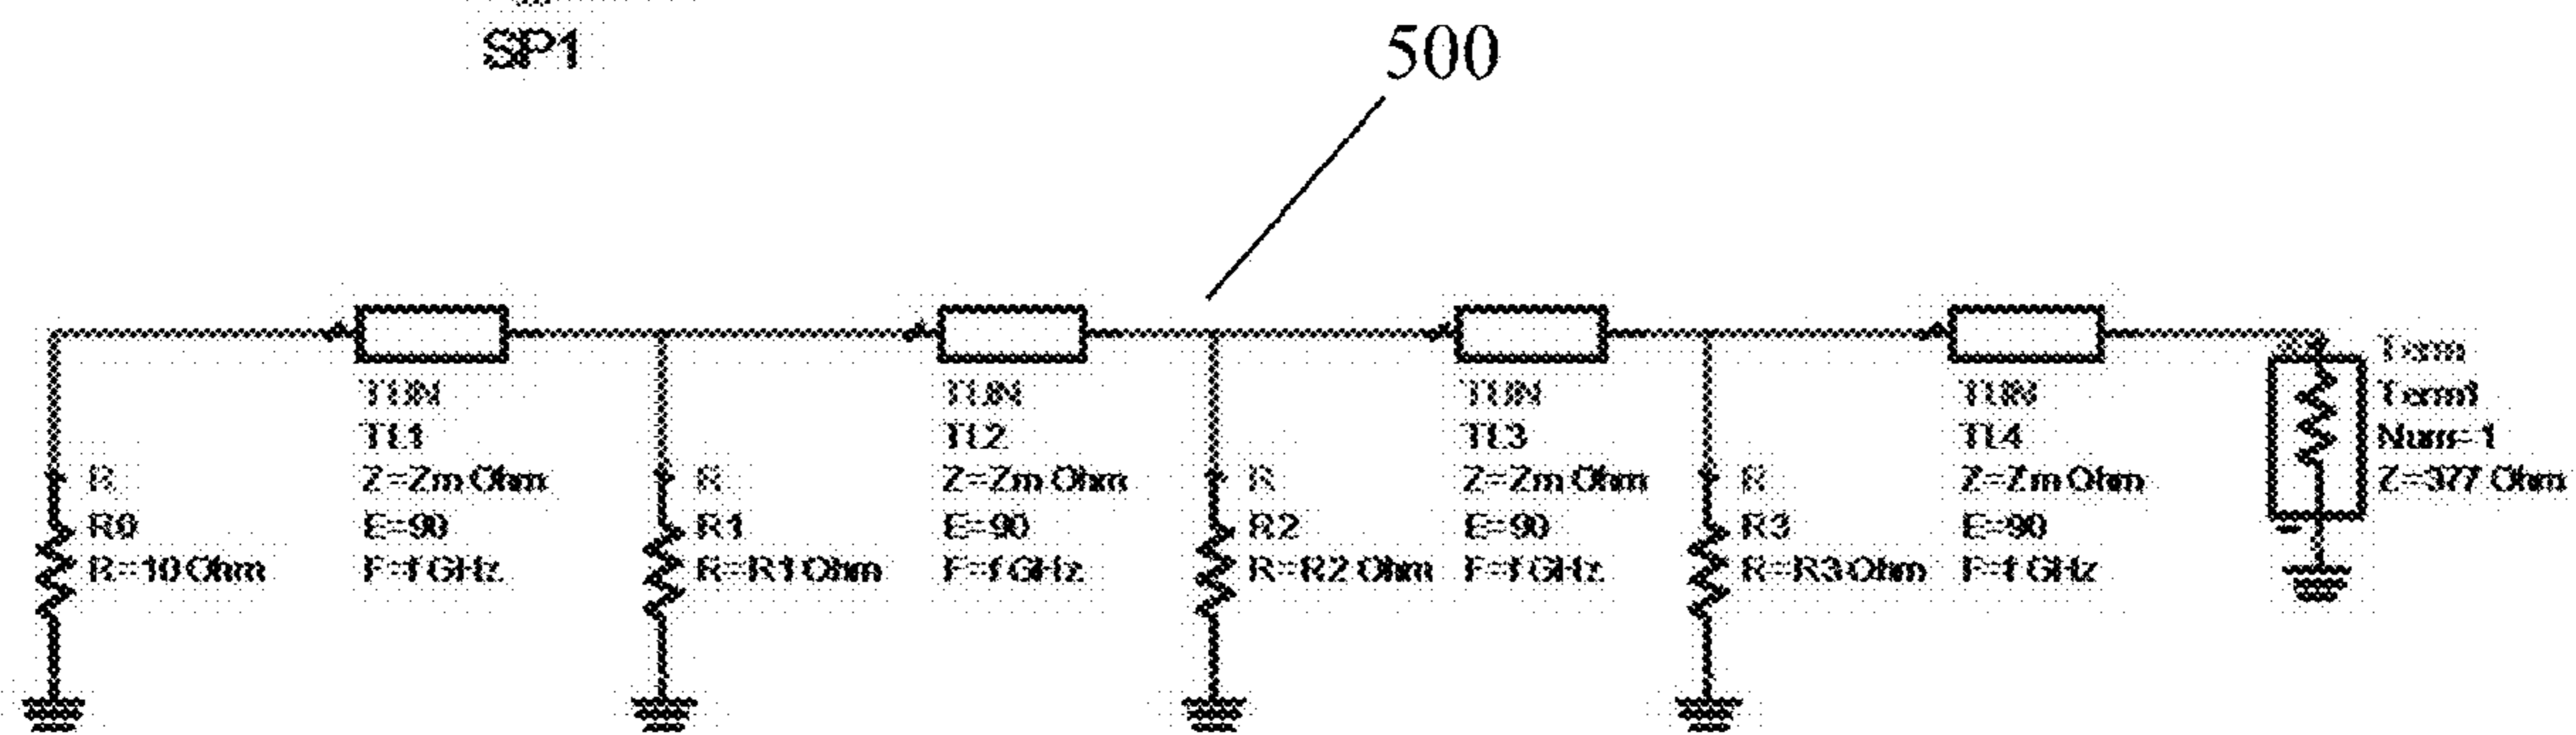 SP1
500
R
R0
R=10 Ohm
TLIN
TL1
Z=Zm Ohm
E=90
F=f GHz
R
R1
R=R1 Ohm
TLIN
TL2
Z=Zm Ohm
E=90
F=f GHz
R
R2
R=R2 Ohm
TLIN
TL3
Z=Zm Ohm
E=90
F=f GHz
R
R3
R=R3 Ohm
TLIN
TL4
Z=Zm Ohm
E=90
F=f GHz
Term
Term1
Num=1
Z=377 Ohm